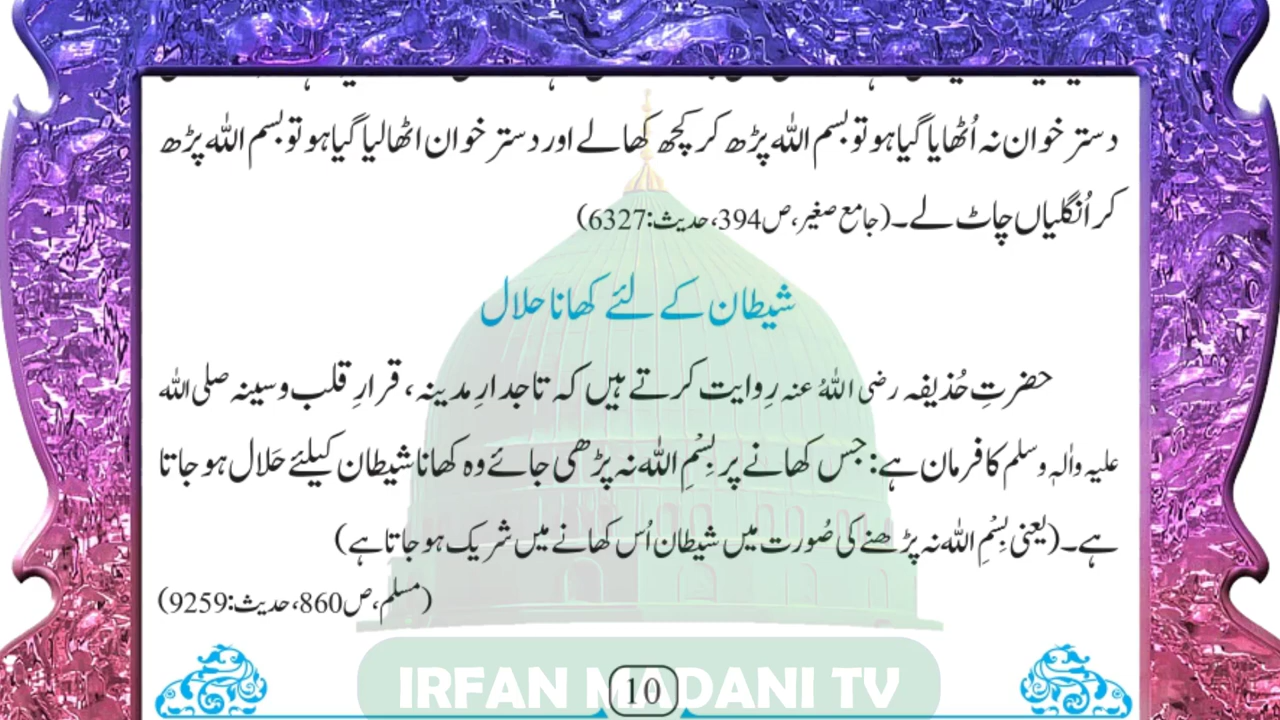 دستر خوان نہ اُٹھایا گیا ہو تو بسم اللہ پڑھ کر کچھ کھالے اور دستر خوان اٹھالیا گیا ہو تو بسم اللہ پڑھ
کر اُنگلیاں چاٹ لے۔ (جامع صغیر، ص394، حدیث:6327)
شیطان کے لئے کھانا حلال
حضرتِ حُذیفہ رضی اللہُ عنہ رِوایت کرتے ہیں کہ تاجدارِ مدینہ، قرارِ قلب و سینہ صلی اللہ
علیہ واٰلہٖ وسلم کا فرمان ہے: جس کھانے پر بِسْمِ اللہ نہ پڑھی جائے وہ کھانا شیطان کیلئے حَلال ہو جاتا
ہے۔ (یعنی بِسْمِ اللہ نہ پڑھنے کی صُورت میں شیطان اُس کھانے میں شریک ہو جاتا ہے)
(مسلم، ص860، حدیث:9259)
IRFAN MADANI TV
10